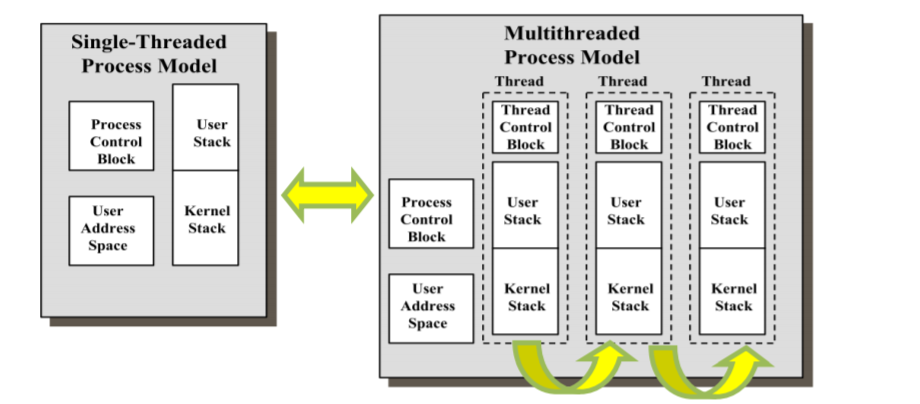 Single-Threaded
Process Model
Process
Control
Block
User
Stack
User
Address
Space
Kernel
Stack
Multithreaded
Process Model
Thread
Thread
Thread
Thread
Control
Block
Thread
Control
Block
Thread
Control
Block
Process
Control
Block
User
Stack
User
Stack
User
Stack
User
Address
Space
Kernel
Stack
Kernel
Stack
Kernel
Stack